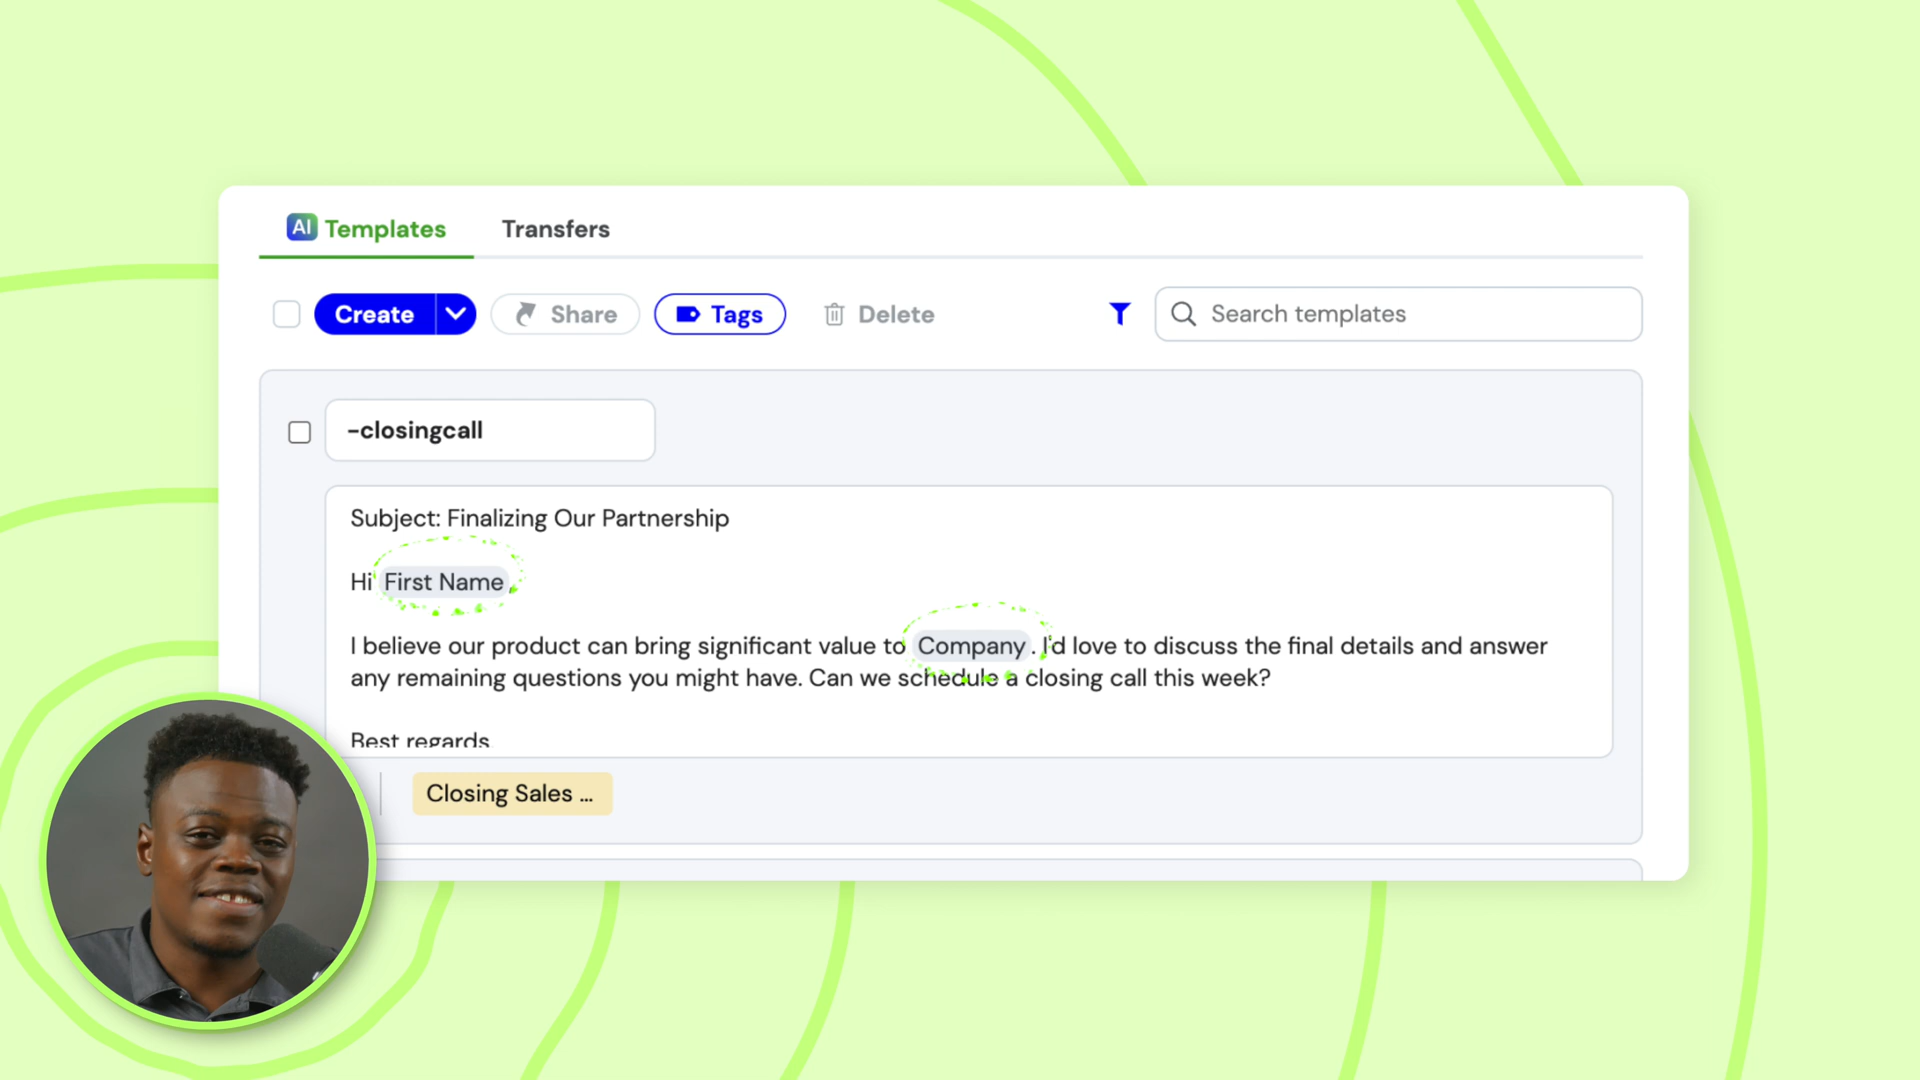 AI Templates Transfers
Create Share Tags Delete Search templates
-closingcall
Subject: Finalizing Our Partnership
Hi First Name,
I believe our product can bring significant value to Company. I'd love to discuss the final details and answer
any remaining questions you might have. Can we schedule a closing call this week?
Best regards,
Closing Sales ...